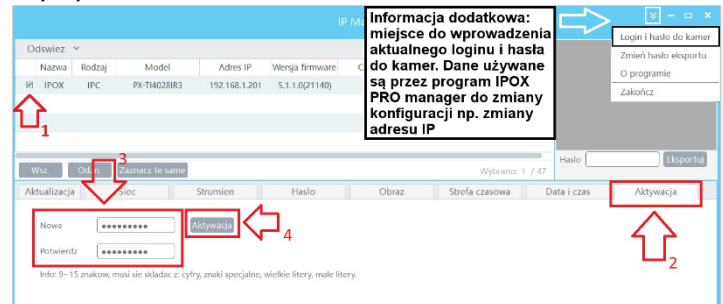 IP Ma
Informacja dodatkowa:
miejsce do wprowadzenia
aktualnego loginu i hasła
do kamer. Dane używane
są przez program IPOX
PRO manager do zmiany
konfiguracji np. zmiany
adresu IP
Login i hasło do kamer
Zmień hasło eksportu
O programie
Zakończ
Odswiez
Nazwa Rodzaj Model Adres IP Wersja firmware C
IPOX IPC PX-TI4028IR3 192.168.1.201 5.1.1.0(21140)
1
3
Wsz. Odzn. Zaznacz te same Wybrano: 1 / 47
Hasło Eksportuj
Aktualizacja Siec Strumien Haslo Obraz Strefa czasowa Data i czas Aktywacja
Nowe ●●●●●●●●● Aktywacja
4
2
Potwierdz ●●●●●●●●●
Info: 9~15 znakow, musi sie skladac z: cyfry, znaki specjalne, wielkie litery, male litery.